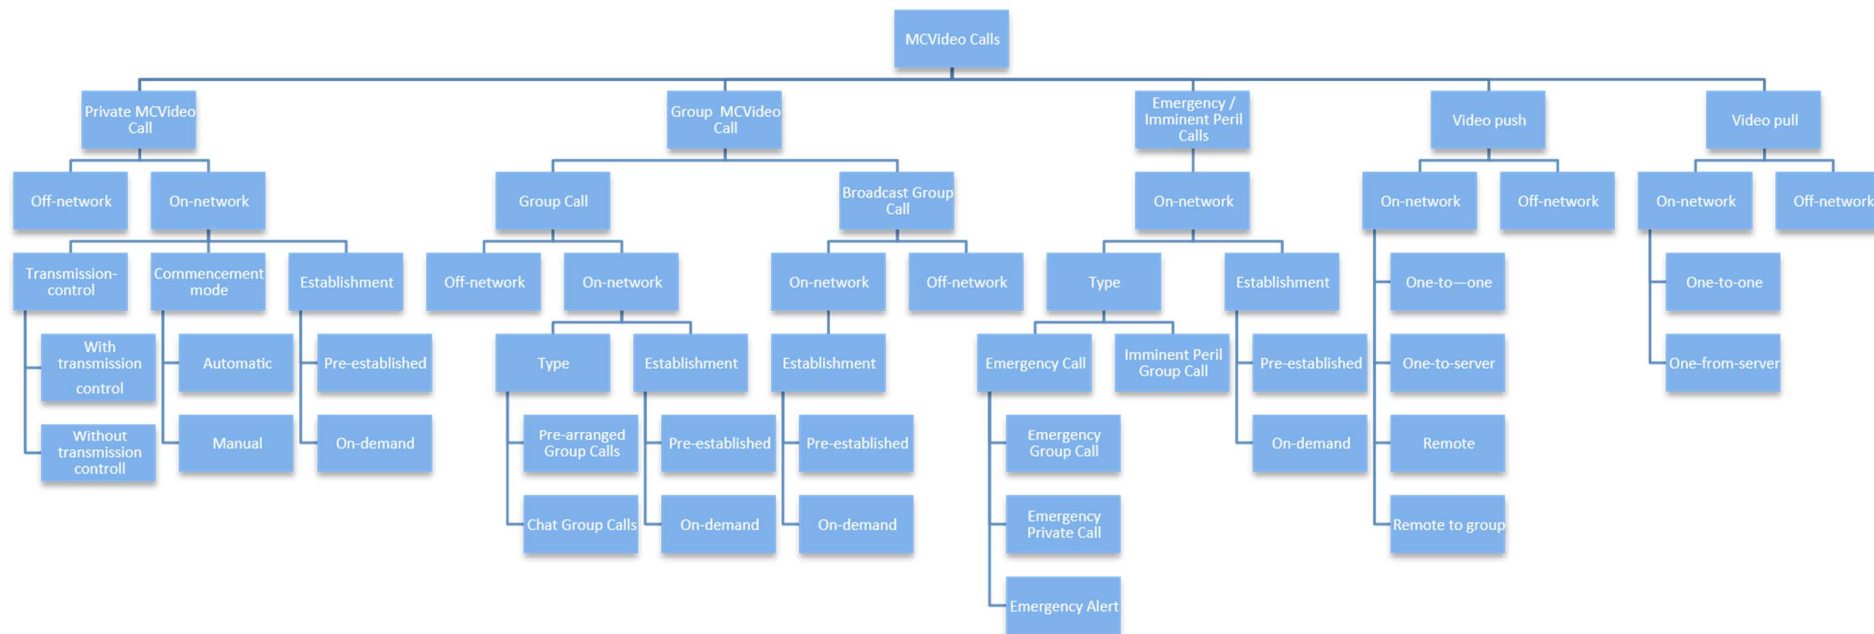 MCVideo Calls
Private MCVideo
Call
Group MCVideo
Call
Emergency /
Imminent Peril
Calls
Video push
Video pull
Off-network
On-network
Group Call
Broadcast Group
Call
On-network
On-network
Off-network
On-network
Off-network
Transmission-
control
Commencement
mode
Establishment
Off-network
On-network
On-network
Off-network
Type
Establishment
One-to—one
One-to-one
With
transmission
control
Automatic
Pre-established
Type
Establishment
Establishment
Emergency Call
Imminent Peril
Group Call
Pre-established
One-to-server
One-from-server
Without
transmission
controll
Manual
On-demand
Pre-arranged
Group Calls
Pre-established
Pre-established
Emergency
Group Call
On-demand
Remote
Chat Group Calls
On-demand
On-demand
Emergency
Private Call
Remote to group
Emergency Alert